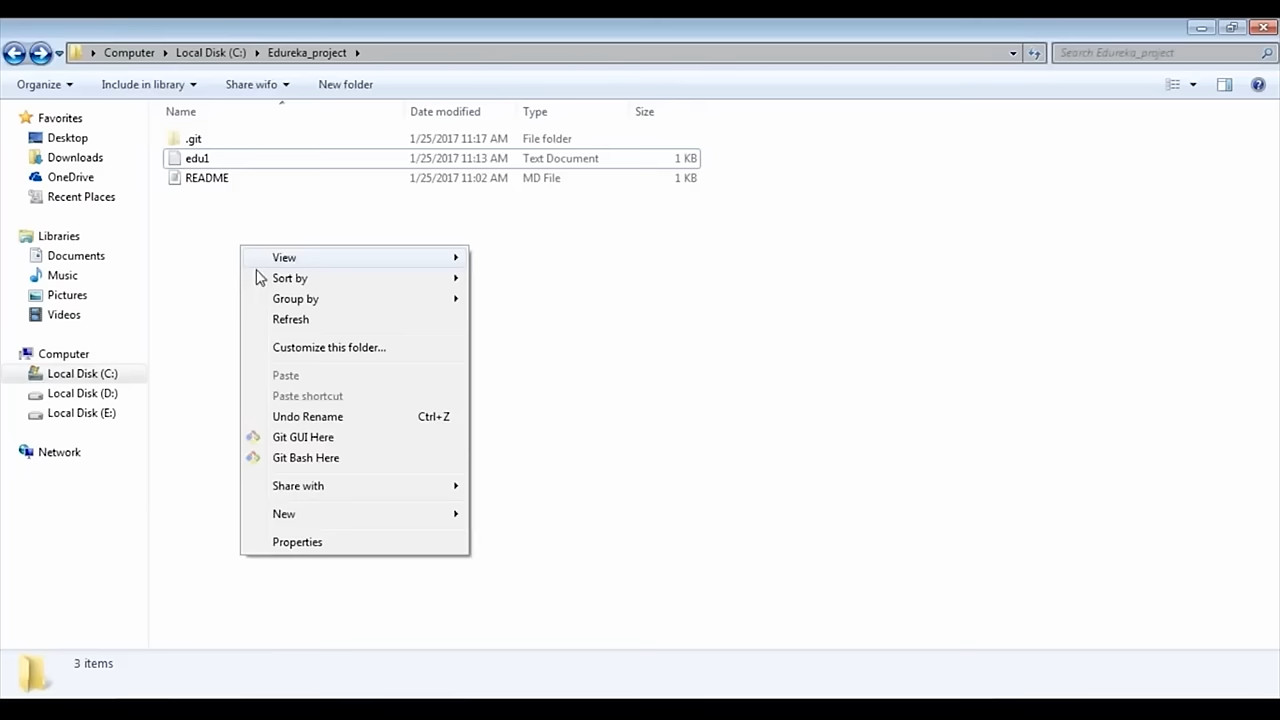 Computer Local Disk (C:) Edureka_project
Search Edureka_project
Organize Include in library Share wifo New folder
Name Date modified Type Size
.git 1/25/2017 11:17 AM File folder
edu1 1/25/2017 11:13 AM Text Document 1 KB
README 1/25/2017 11:02 AM MD File 1 KB
Favorites
Desktop
Downloads
OneDrive
Recent Places
Libraries
Documents
Music
Pictures
Videos
Computer
Local Disk (C:)
Local Disk (D:)
Local Disk (E:)
Network
View
Sort by
Group by
Refresh
Customize this folder...
Paste
Paste shortcut
Undo Rename Ctrl+Z
Git GUI Here
Git Bash Here
Share with
New
Properties
3 items